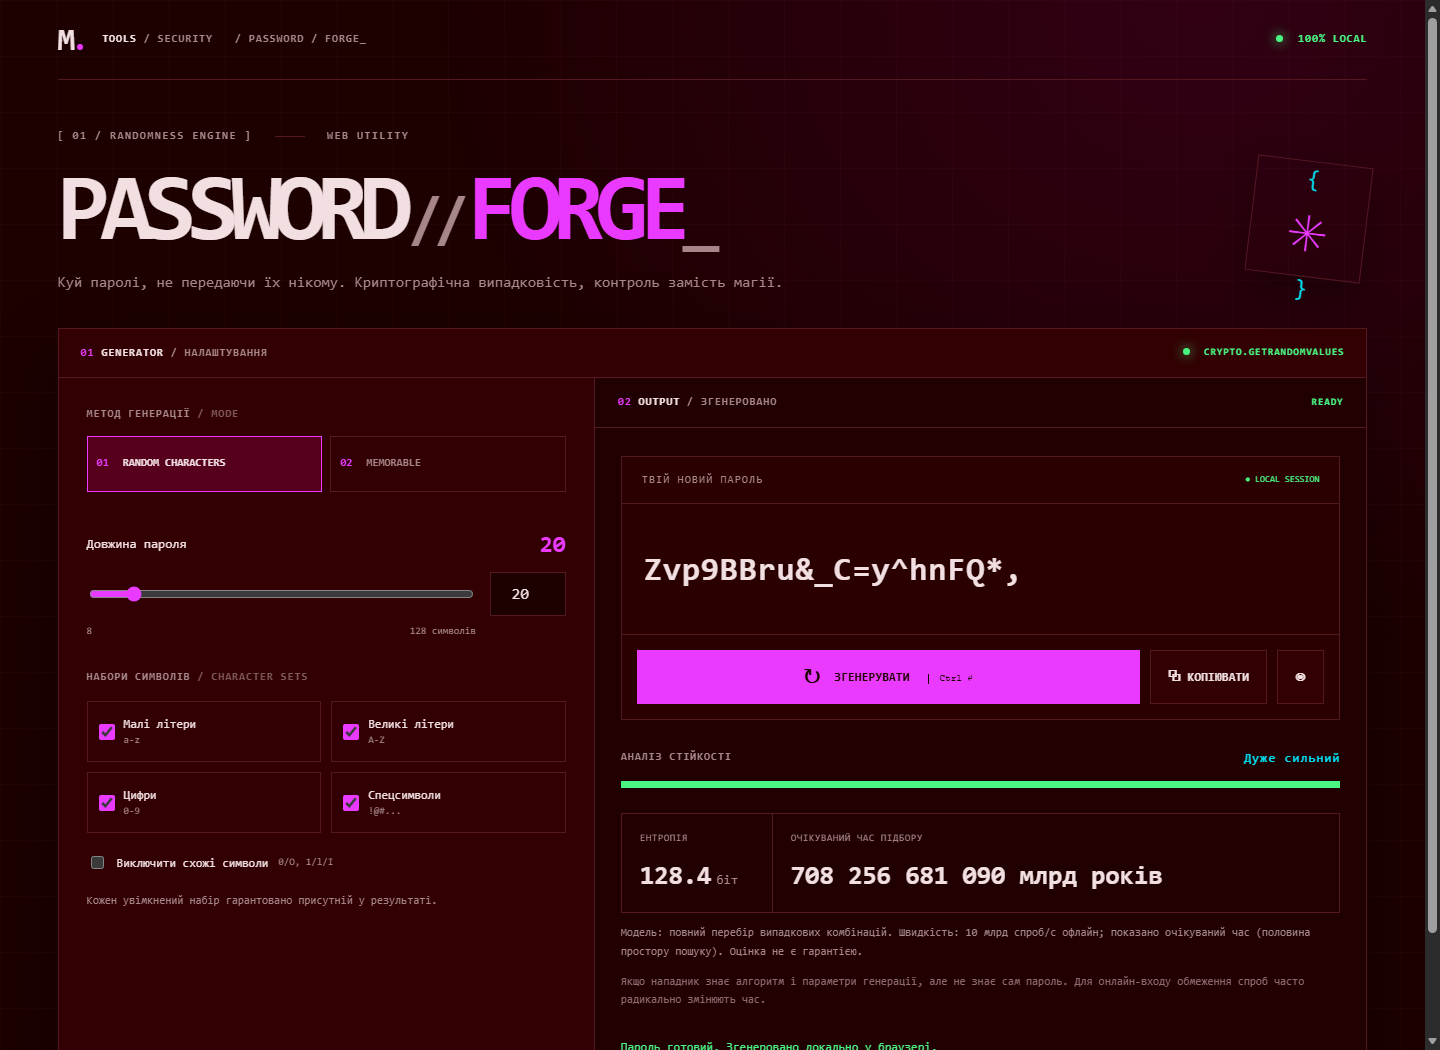 M. TOOLS / SECURITY / PASSWORD / FORGE_
100% LOCAL
[ 01 / RANDOMNESS ENGINE ] WEB UTILITY
PASSWORD//FORGE_
{
}
Куй паролі, не передаючи їх нікому. Криптографічна випадковість, контроль замість магії.
01 GENERATOR / НАЛАШТУВАННЯ
CRYPTO.GETRANDOMVALUES
МЕТОД ГЕНЕРАЦІЇ / MODE
01 RANDOM CHARACTERS
02 MEMORABLE
Довжина пароля
20
20
8
128 символів
НАБОРИ СИМВОЛІВ / CHARACTER SETS
Малі літери
a-z
Великі літери
A-Z
Цифри
0-9
Спецсимволи
!@#...
Виключити схожі символи 0/O, 1/l/I
Кожен увімкнений набір гарантовано присутній у результаті.
02 OUTPUT / ЗГЕНЕРОВАНО
READY
ТВІЙ НОВИЙ ПАРОЛЬ
● LOCAL SESSION
Zvp9BBru&_C=y^hnFQ*,
↻ ЗГЕНЕРУВАТИ | Ctrl #
КОПІЮВАТИ
АНАЛІЗ СТІЙКОСТІ
Дуже сильний
ЕНТРОПІЯ
128.4 біт
ОЧІКУВАНИЙ ЧАС ПІДБОРУ
708 256 681 090 млрд років
Модель: повний перебір випадкових комбінацій. Швидкість: 10 млрд спроб/с офлайн; показано очікуваний час (половина
простору пошуку). Оцінка не є гарантією.
Якщо нападник знає алгоритм і параметри генерації, але не знає сам пароль. Для онлайн-входу обмеження спроб часто
радикально змінюють час.
Пароль готовий. Згенеровано локально у браузері.